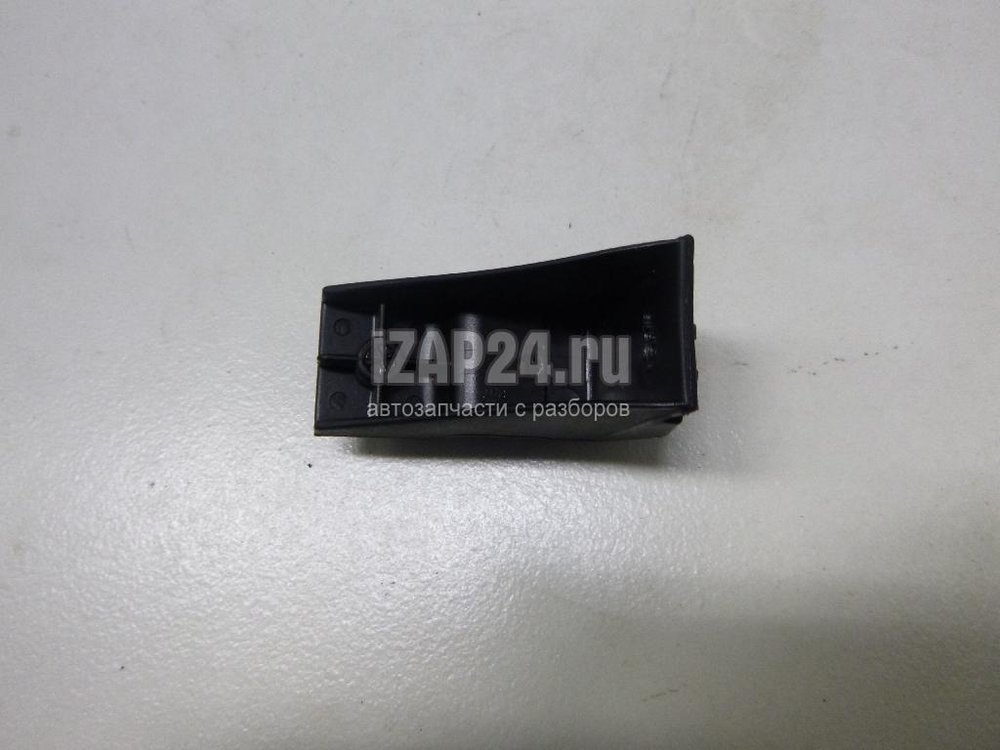 iZAP24.ru
автозапчасти с разборов